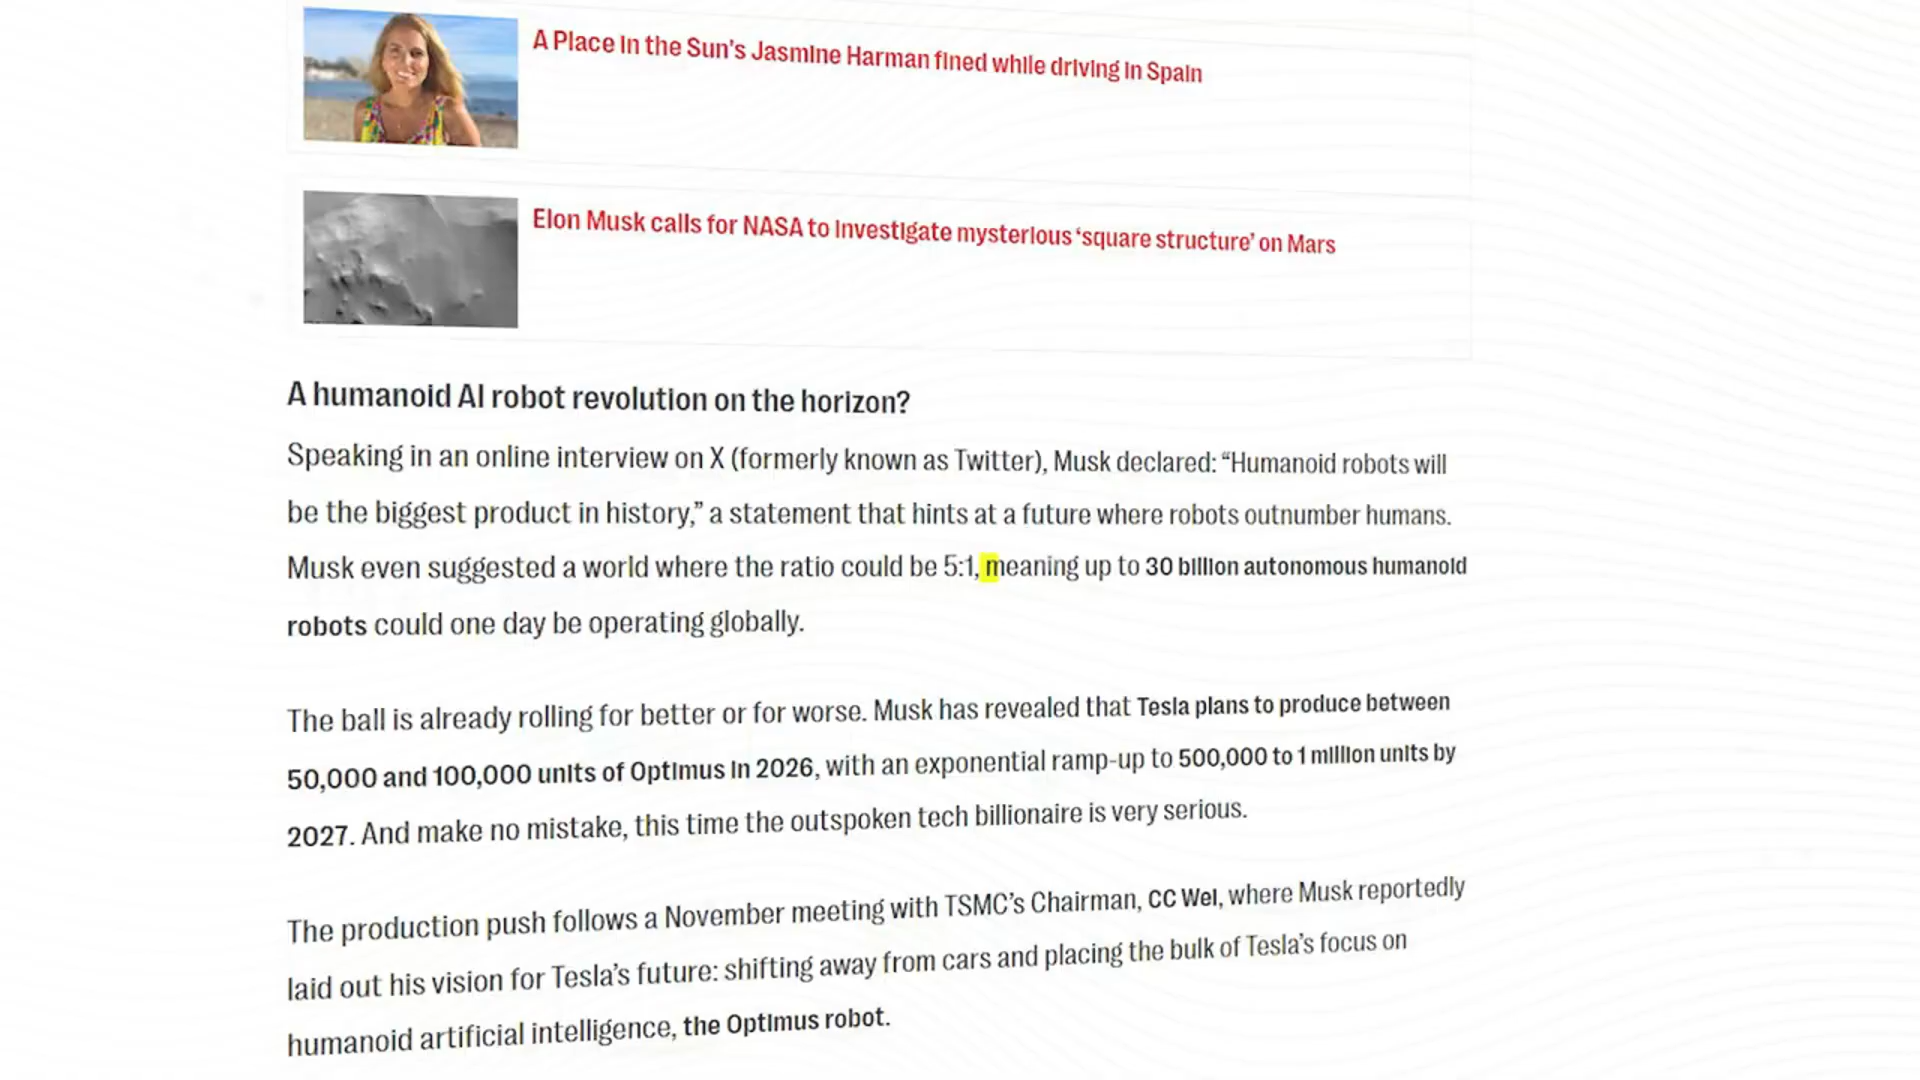 A Place in the Sun's Jasmine Harman fined while driving in Spain
Elon Musk calls for NASA to investigate mysterious ‘square structure’ on Mars
A humanoid AI robot revolution on the horizon?
Speaking in an online interview on X (formerly known as Twitter), Musk declared: “Humanoid robots will
be the biggest product in history,” a statement that hints at a future where robots outnumber humans.
Musk even suggested a world where the ratio could be 5:1, meaning up to 30 billion autonomous humanoid
robots could one day be operating globally.
The ball is already rolling for better or for worse. Musk has revealed that Tesla plans to produce between
50,000 and 100,000 units of Optimus in 2026, with an exponential ramp-up to 500,000 to 1 million units by
2027. And make no mistake, this time the outspoken tech billionaire is very serious.
The production push follows a November meeting with TSMC’s Chairman, CC Wei, where Musk reportedly
laid out his vision for Tesla’s future: shifting away from cars and placing the bulk of Tesla’s focus on
humanoid artificial intelligence, the Optimus robot.